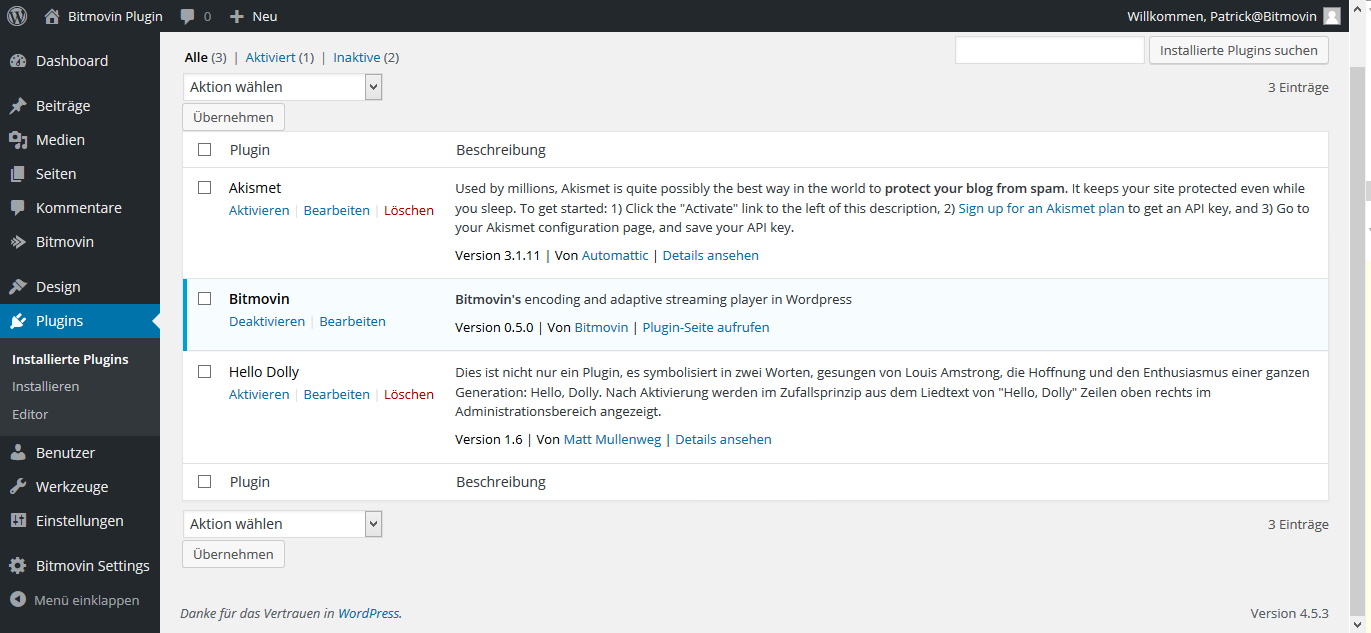 Bitmovin Plugin 0 Neu Willkommen, Patrick@Bitmovin
Dashboard
Beiträge
Medien
Seiten
Kommentare
Bitmovin
Design
Plugins
Installierte Plugins
Installieren
Editor
Benutzer
Werkzeuge
Einstellungen
Bitmovin Settings
Menü einklappen
Alle (3) | Aktiviert (1) | Inaktive (2)
Installierte Plugins suchen
Aktion wählen
3 Einträge
Übernehmen
Plugin Beschreibung
Akismet
Aktivieren | Bearbeiten | Löschen
Used by millions, Akismet is quite possibly the best way in the world to protect your blog from spam. It keeps your site protected even while
you sleep. To get started: 1) Click the "Activate" link to the left of this description, 2) Sign up for an Akismet plan to get an API key, and 3) Go to
your Akismet configuration page, and save your API key.
Version 3.1.11 | Von Automattic | Details ansehen
Bitmovin
Deaktivieren | Bearbeiten
Bitmovin's encoding and adaptive streaming player in Wordpress
Version 0.5.0 | Von Bitmovin | Plugin-Seite aufrufen
Hello Dolly
Aktivieren | Bearbeiten | Löschen
Dies ist nicht nur ein Plugin, es symbolisiert in zwei Worten, gesungen von Louis Amstrong, die Hoffnung und den Enthusiasmus einer ganzen
Generation: Hello, Dolly. Nach Aktivierung werden im Zufallsprinzip aus dem Liedtext von "Hello, Dolly" Zeilen oben rechts im
Administrationsbereich angezeigt.
Version 1.6 | Von Matt Mullenweg | Details ansehen
Plugin Beschreibung
Aktion wählen
3 Einträge
Übernehmen
Danke für das Vertrauen in WordPress.
Version 4.5.3